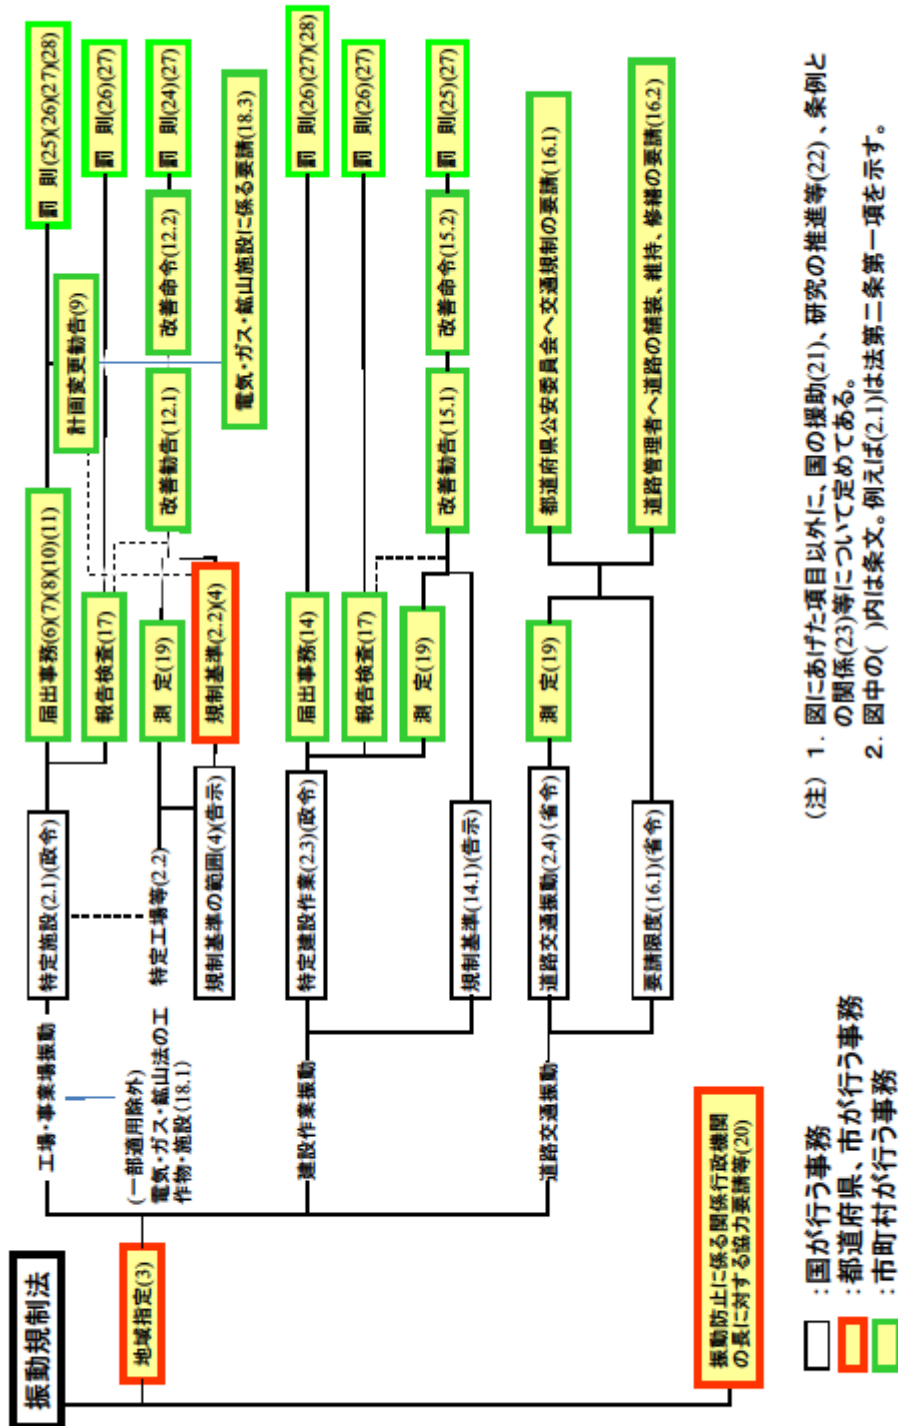 振動規制法
地域指定(3)
振動防止に係る関係行政機関
の長に対する協力要請等(20)
工場・事業場振動
(一部適用除外)
電気・ガス・鉱山法の工
作物・施設(18.1)
特定施設(2.1)(政令)
特定工場等(2.2)
規制基準の範囲(4)(告示)
届出事務(6)(7)(8)(10)(11)
報告検査(17)
測 定(19)
規制基準(2.2)(4)
計画変更勧告(9)
改善勧告(12.1)
改善命令(12.2)
電気・ガス・鉱山施設に係る要請(18.3)
罰 則(25)(26)(27)(28)
罰 則(26)(27)
罰 則(24)(27)
建設作業振動
特定建設作業(2.3)(政令)
規制基準(14.1)(告示)
届出事務(14)
報告検査(17)
測 定(19)
改善勧告(15.1)
改善命令(15.2)
罰 則(26)(27)(28)
罰 則(26)(27)
罰 則(25)(27)
道路交通振動
道路交通振動(2.4)(省令)
要請限度(16.1)(省令)
測 定(19)
都道府県公安委員会へ交通規制の要請(16.1)
道路管理者へ道路の舗装、維持、修繕の要請(16.2)
:国が行う事務
:都道府県、市が行う事務
:市町村が行う事務
(注) 1. 図にあげた項目以外に、国の援助(21)、研究の推進等(22)、条例と
の関係(23)等について定めてある。
2. 図中の( )内は条文。例えば(2.1)は法第二条第一項を示す。